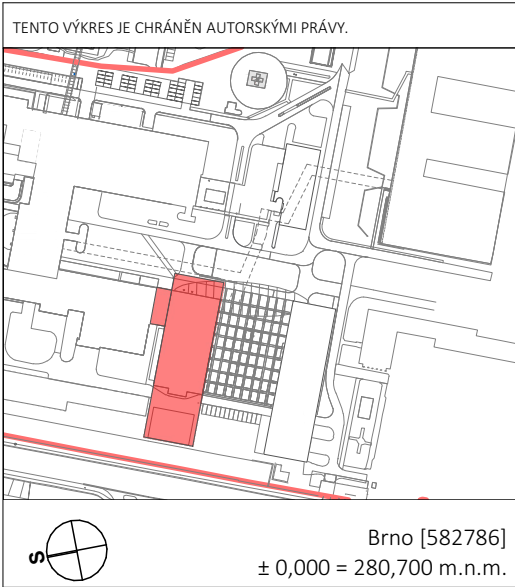 TENTO VÝKRES JE CHRÁNĚN AUTORSKÝMI PRÁVY.
S
Brno [582786]
± 0,000 = 280,700 m.n.m.